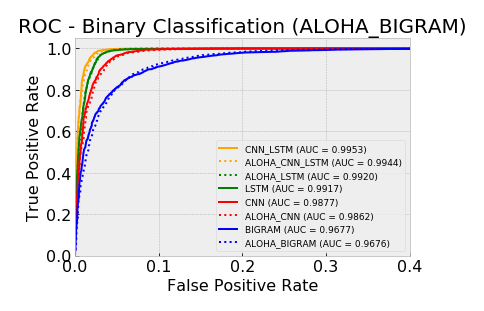 ROC - Binary Classification (ALOHA_BIGRAM)
1.0
0.8
0.6
0.4
0.2
0.0
True Positive Rate
CNN_LSTM (AUC = 0.9953)
ALOHA_CNN_LSTM (AUC = 0.9944)
ALOHA_LSTM (AUC = 0.9920)
LSTM (AUC = 0.9917)
CNN (AUC = 0.9877)
ALOHA_CNN (AUC = 0.9862)
BIGRAM (AUC = 0.9677)
ALOHA_BIGRAM (AUC = 0.9676)
0.0 0.1 0.2 0.3 0.4
False Positive Rate